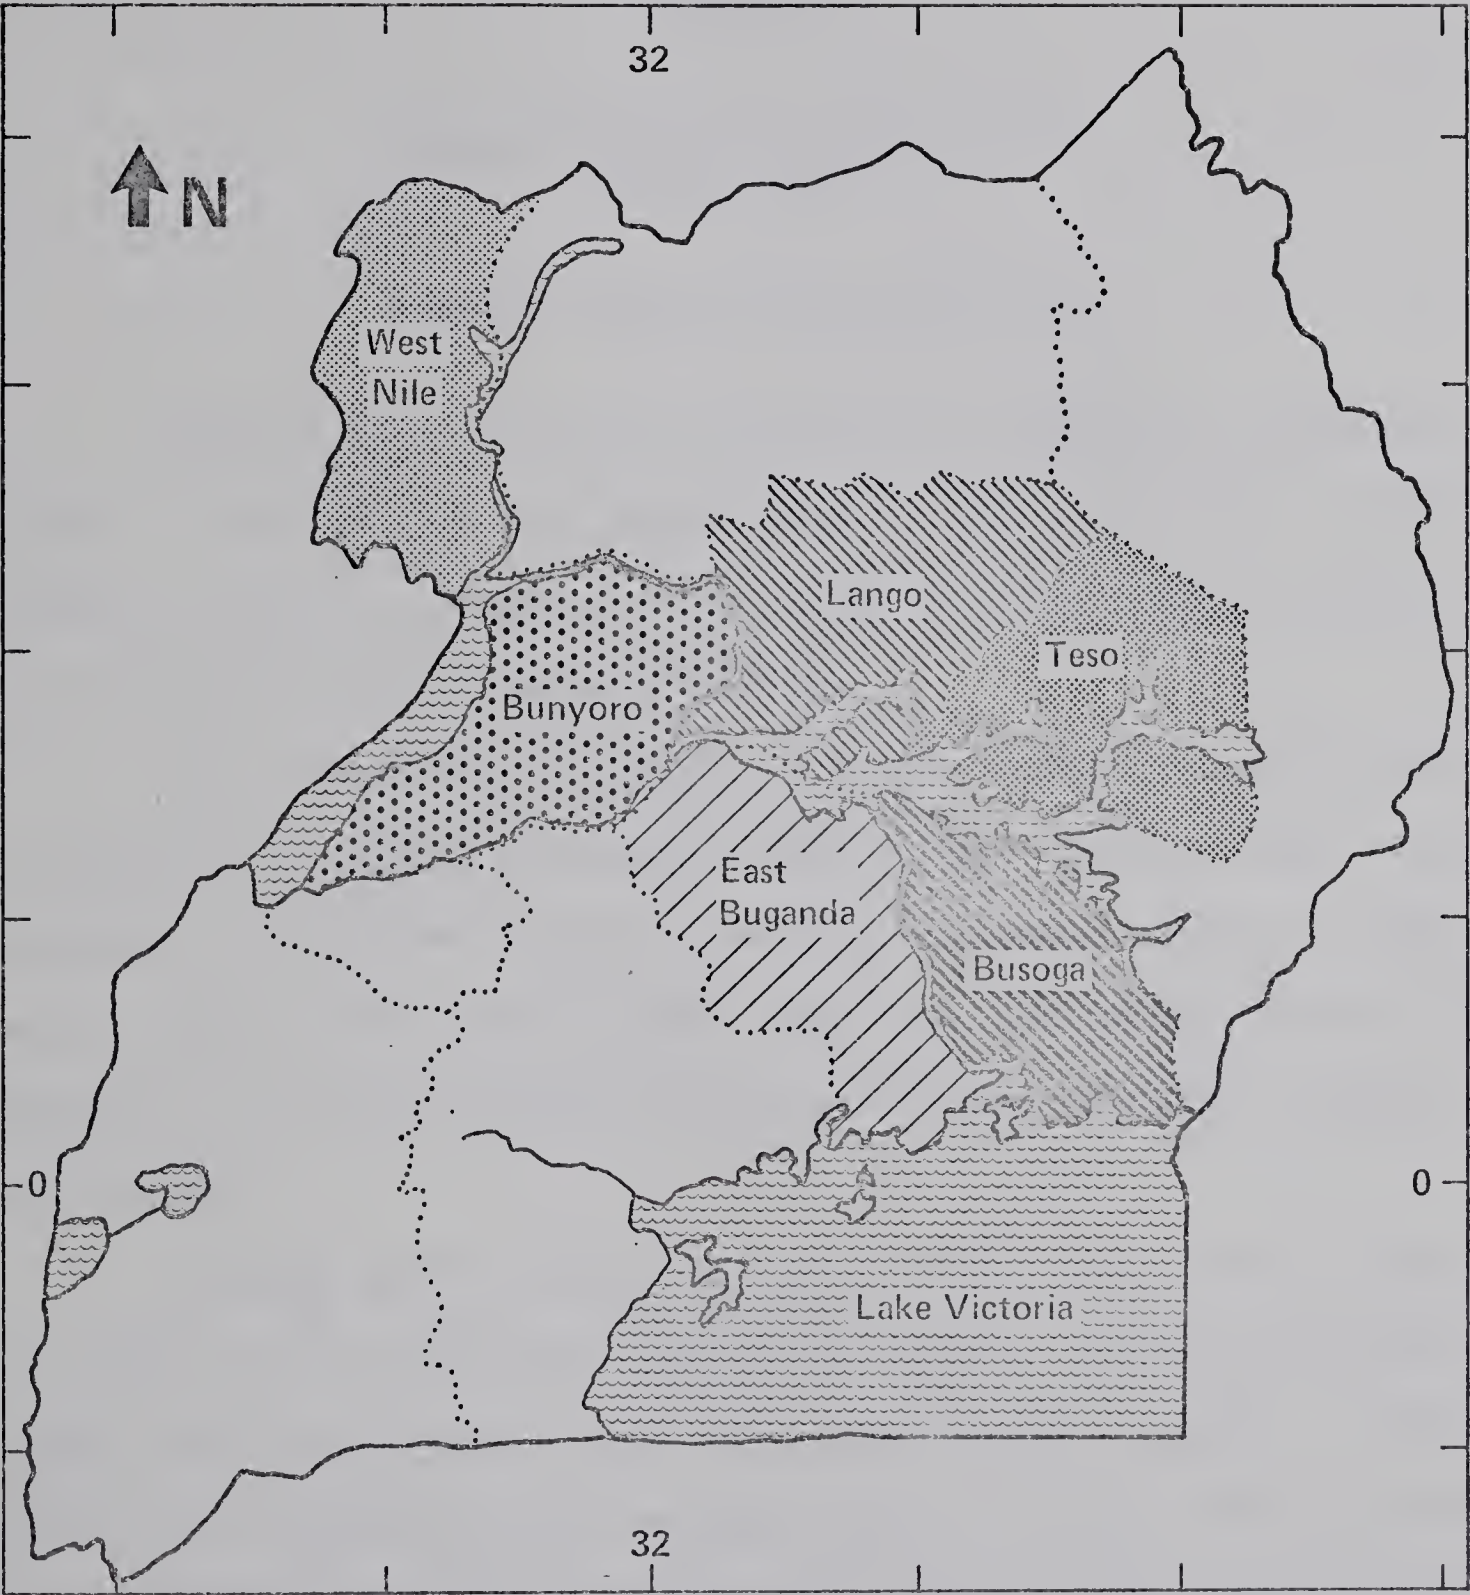 32
N
West
Nile
Lango
Teso
Bunyoro
East
Buganda
Busoga
0
0
Lake Victoria
32